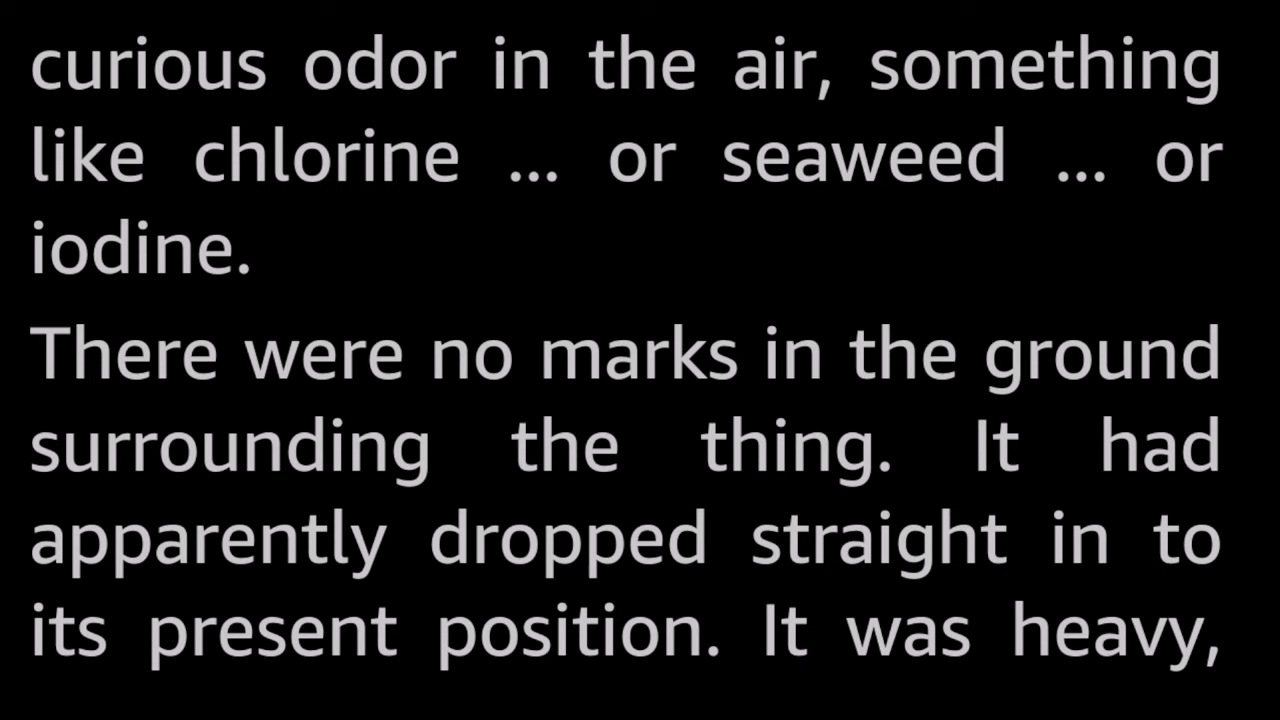 curious odor in the air, something
like chlorine ... or seaweed ... or
iodine.
There were no marks in the ground
surrounding the thing. It had
apparently dropped straight in to
its present position. It was heavy,